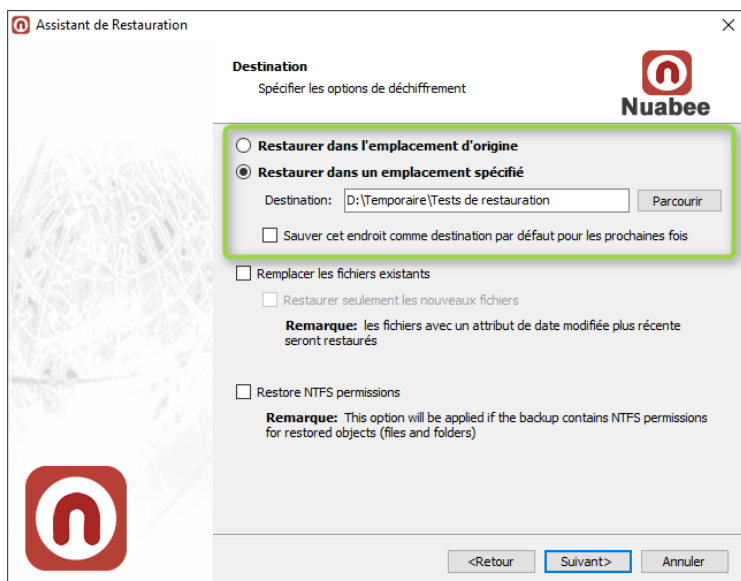 Assistant de Restauration
Destination
Spécifier les options de déchiffrement
Nuabee
Restaurer dans l'emplacement d'origine
Restaurer dans un emplacement spécifié
Destination: D:\Temporaire\Tests de restauration Parcourir
Sauver cet endroit comme destination par défaut pour les prochaines fois
Remplacer les fichiers existants
Restaurer seulement les nouveaux fichiers
Remarque: les fichiers avec un attribut de date modifiée plus récente
seront restaurés
Restore NTFS permissions
Remarque: This option will be applied if the backup contains NTFS permissions
for restored objects (files and folders)
<Retour Suivant> Annuler